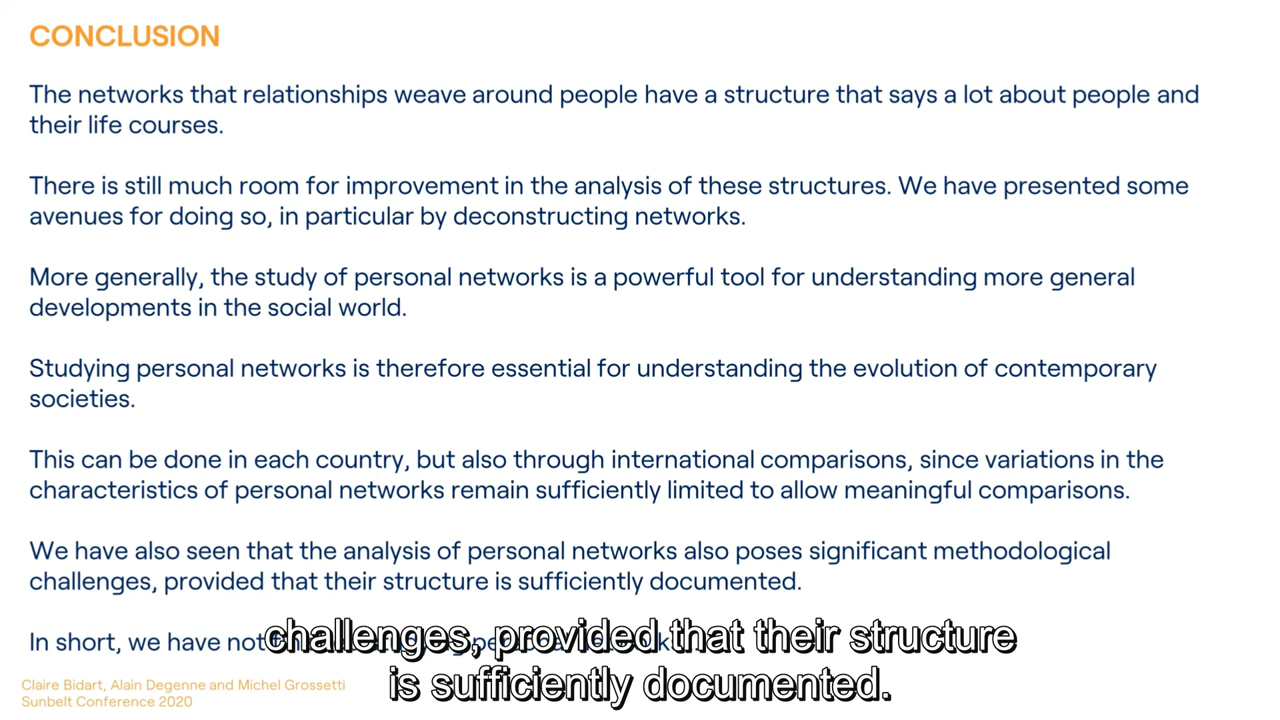 CONCLUSION
The networks that relationships weave around people have a structure that says a lot about people and
their life courses.
There is still much room for improvement in the analysis of these structures. We have presented some
avenues for doing so, in particular by deconstructing networks.
More generally, the study of personal networks is a powerful tool for understanding more general
developments in the social world.
Studying personal networks is therefore essential for understanding the evolution of contemporary
societies.
This can be done in each country, but also through international comparisons, since variations in the
characteristics of personal networks remain sufficiently limited to allow meaningful comparisons.
We have also seen that the analysis of personal networks also poses significant methodological
challenges, provided that their structure is sufficiently documented.
In short, we have not
challenges, provided that their structure
is sufficiently documented.
Claire Bidart, Alain Degenne and Michel Grossetti
Sunbelt Conference 2020